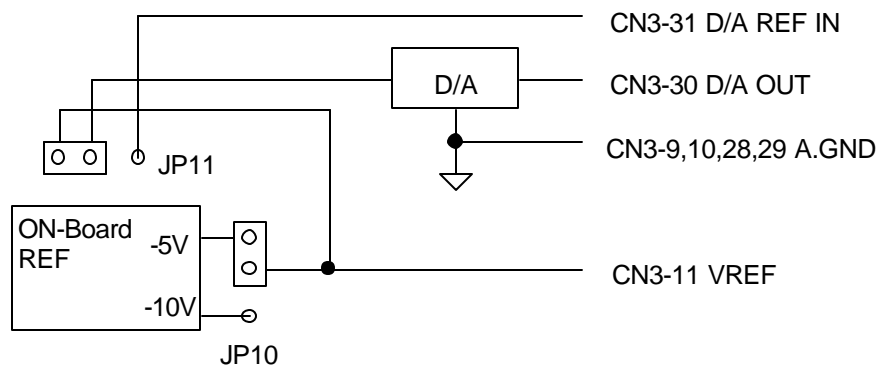 CN3-31 D/A REF IN
D/A
CN3-30 D/A OUT
CN3-9,10,28,29 A.GND
JP11
ON-Board
REF
-5V
CN3-11 VREF
-10V
JP10